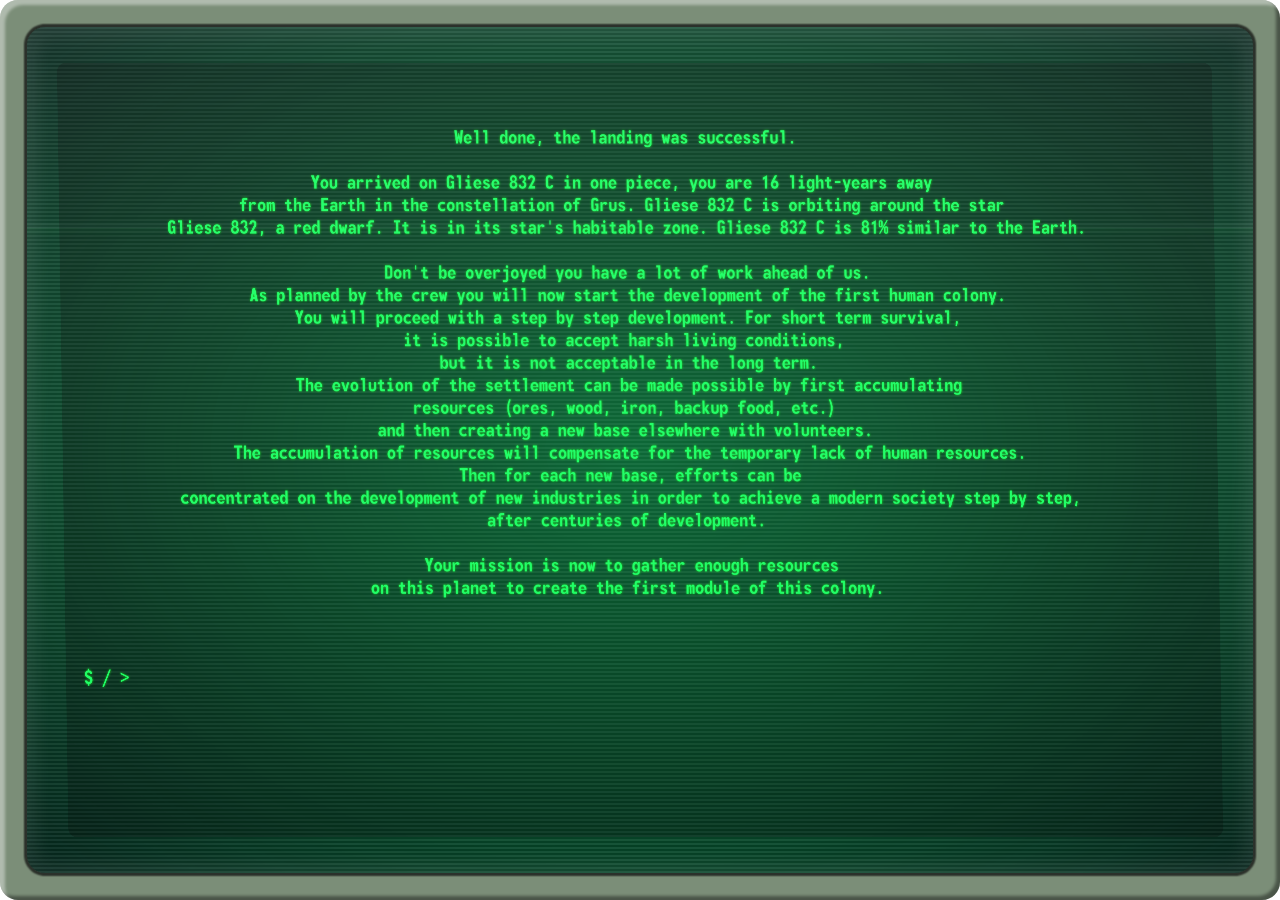 Well done, the landing was successful.
You arrived on Gliese 832 C in one piece, you are 16 light-years away
from the Earth in the constellation of Grus. Gliese 832 C is orbiting around the star
Gliese 832, a red dwarf. It is in its star's habitable zone. Gliese 832 C is 81% similar to the Earth.
Don't be overjoyed you have a lot of work ahead of us.
As planned by the crew you will now start the development of the first human colony.
You will proceed with a step by step development. For short term survival,
it is possible to accept harsh living conditions,
but it is not acceptable in the long term.
The evolution of the settlement can be made possible by first accumulating
resources (ores, wood, iron, backup food, etc.)
and then creating a new base elsewhere with volunteers.
The accumulation of resources will compensate for the temporary lack of human resources.
Then for each new base, efforts can be
concentrated on the development of new industries in order to achieve a modern society step by step,
after centuries of development.
Your mission is now to gather enough resources
on this planet to create the first module of this colony.
$ / >